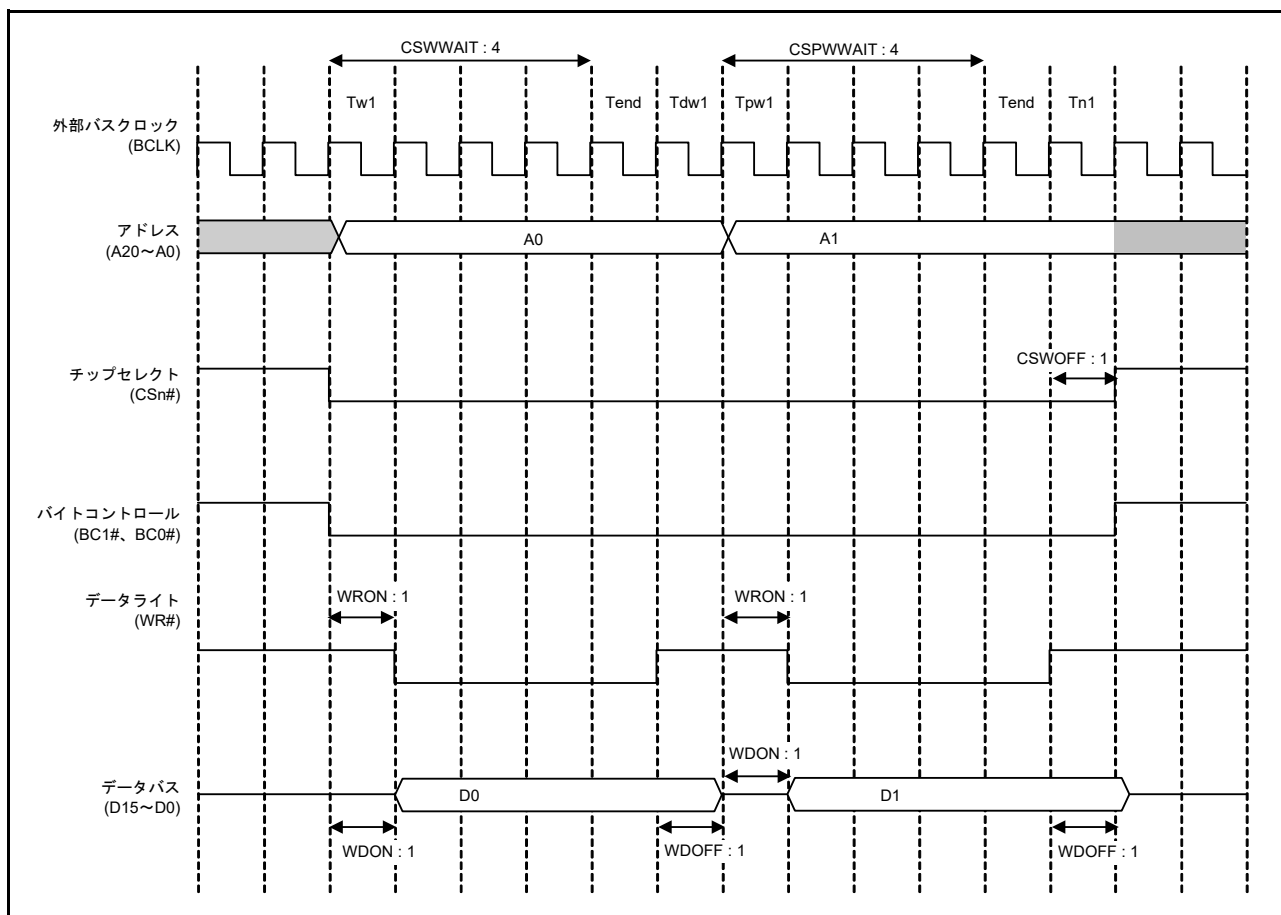 CSWWAIT : 4
CSPWWAIT : 4
Tw1
Tend
Tdw1
Tpw1
Tend
Tn1
外部バスクロック
(BCLK)
アドレス
(A20～A0)
A0
A1
CSWOFF : 1
チップセレクト
(CSn#)
バイトコントロール
(BC1#、BC0#)
データライト
(WR#)
WRON : 1
WRON : 1
WDON : 1
データバス
(D15～D0)
D0
D1
WDON : 1
WDOFF : 1
WDOFF : 1